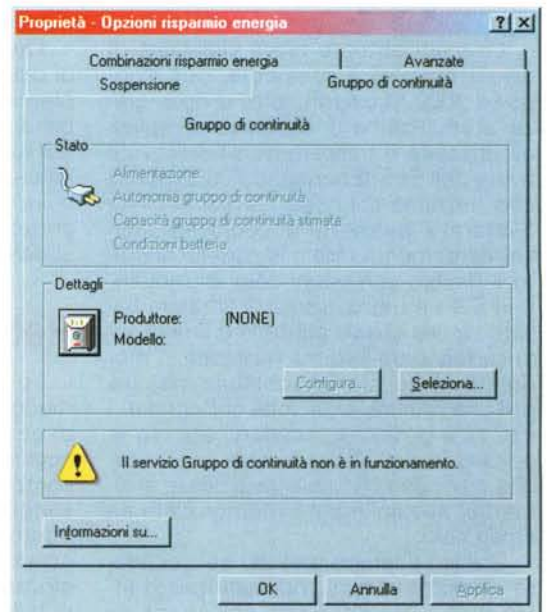 Proprietà - Opzioni risparmio energia
Combinazioni risparmio energia
Avanzate
Sospensione
Gruppo di continuità
Gruppo di continuità
Stato
Alimentazione:
Autonomia gruppo di continuità
Capacità gruppo di continuità stimata
Condizioni batteria
Dettagli
Produttore: (NONE)
Modello:
Configura...
Seleziona...
Il servizio Gruppo di continuità non è in funzionamento.
Informazioni su...
OK
Annulla
Applica